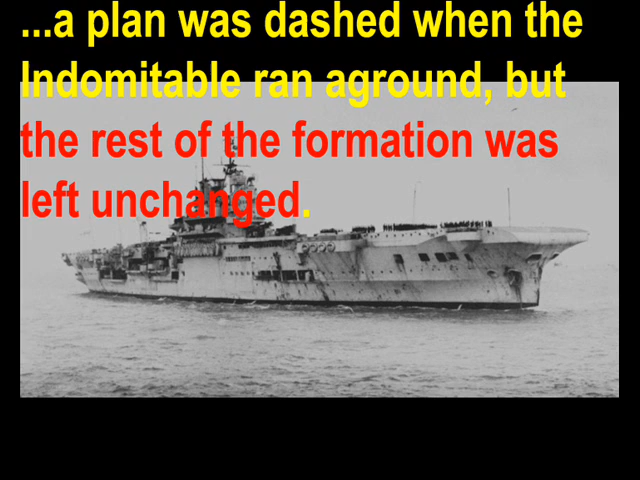 ...a plan was dashed when the
Indomitable ran aground, but
the rest of the formation was
left unchanged.